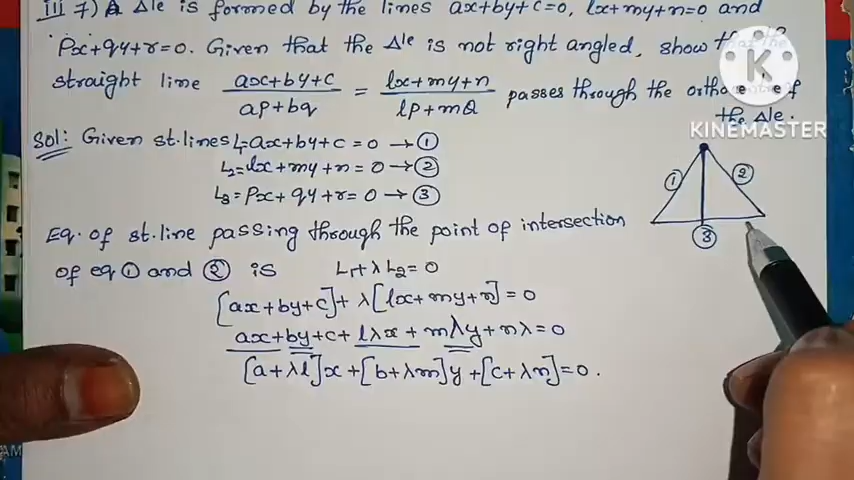 III 7) A Δle is formed by the lines ax+by+c=0, lx+my+n=0 and
Px+qy+r=0. Given that the Δle is not right angled, show
straight line (ax+by+c)/(ap+bq) = (lx+my+n)/(lp+mQ) passes through the of
the Δle.
KINEMASTER
Sol: Given st.lines L₁=ax+by+c=0 → ①
L₂=lx+my+n=0 → ②
L₃=Px+qy+r=0 → ③
① ②
③
Eq. of st.line passing through the point of intersection
of eq ① and ② is L₁+λL₂=0
[ax+by+c]+λ[lx+my+n]=0
ax+by+c+lλx+mλy+nλ=0
[a+λl]x+[b+λm]y+[c+λn]=0.